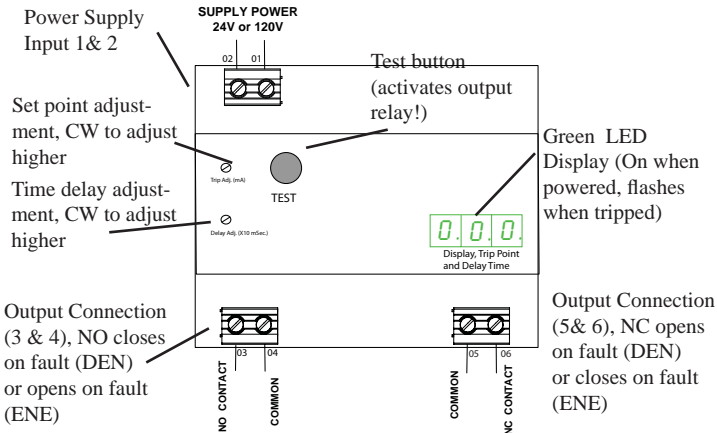 Power Supply
Input 1& 2
SUPPLY POWER
24V or 120V
02 01
Test button
(activates output
relay!)
Set point adjust-
ment, CW to adjust
higher
Trip Adj. (mA)
TEST
Time delay adjust-
ment, CW to adjust
higher
Delay Adj. (X10 mSec.)
Green LED
Display (On when
powered, flashes
when tripped)
0.0.0.
Display, Trip Point
and Delay Time
Output Connection
(3 & 4), NO closes
on fault (DEN)
or opens on fault
(ENE)
03 04
NO CONTACT
COMMON
05 06
COMMON
NC CONTACT
Output Connection
(5& 6), NC opens
on fault (DEN)
or closes on fault
(ENE)